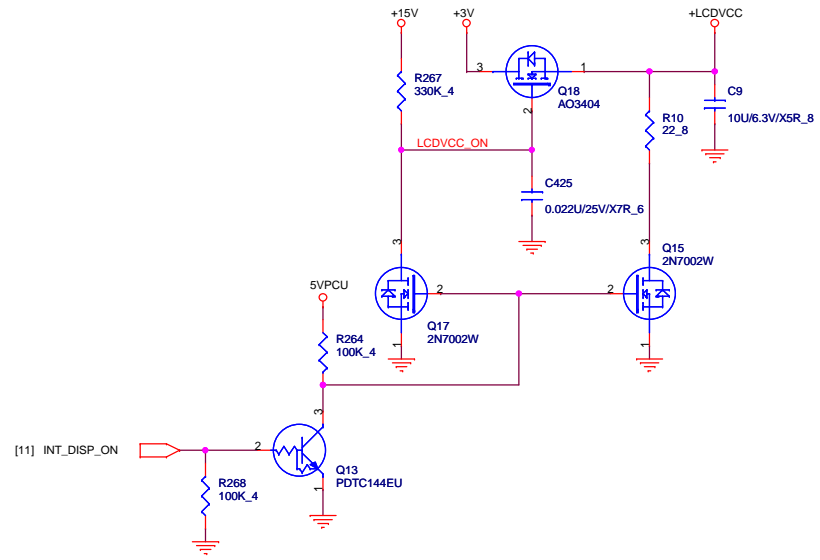 +15V
+3V
+LCDVCC
R267
330K_4
3
1
Q18
AO3404
2
C9
10U/6.3V/X5R_8
R10
22_8
LCDVCC_ON
C425
0.022U/25V/X7R_6
3
3
Q15
2N7002W
5VPCU
2
2
Q17
2N7002W
1
1
R264
100K_4
3
[11] INT_DISP_ON
2
Q13
PDTC144EU
1
R268
100K_4